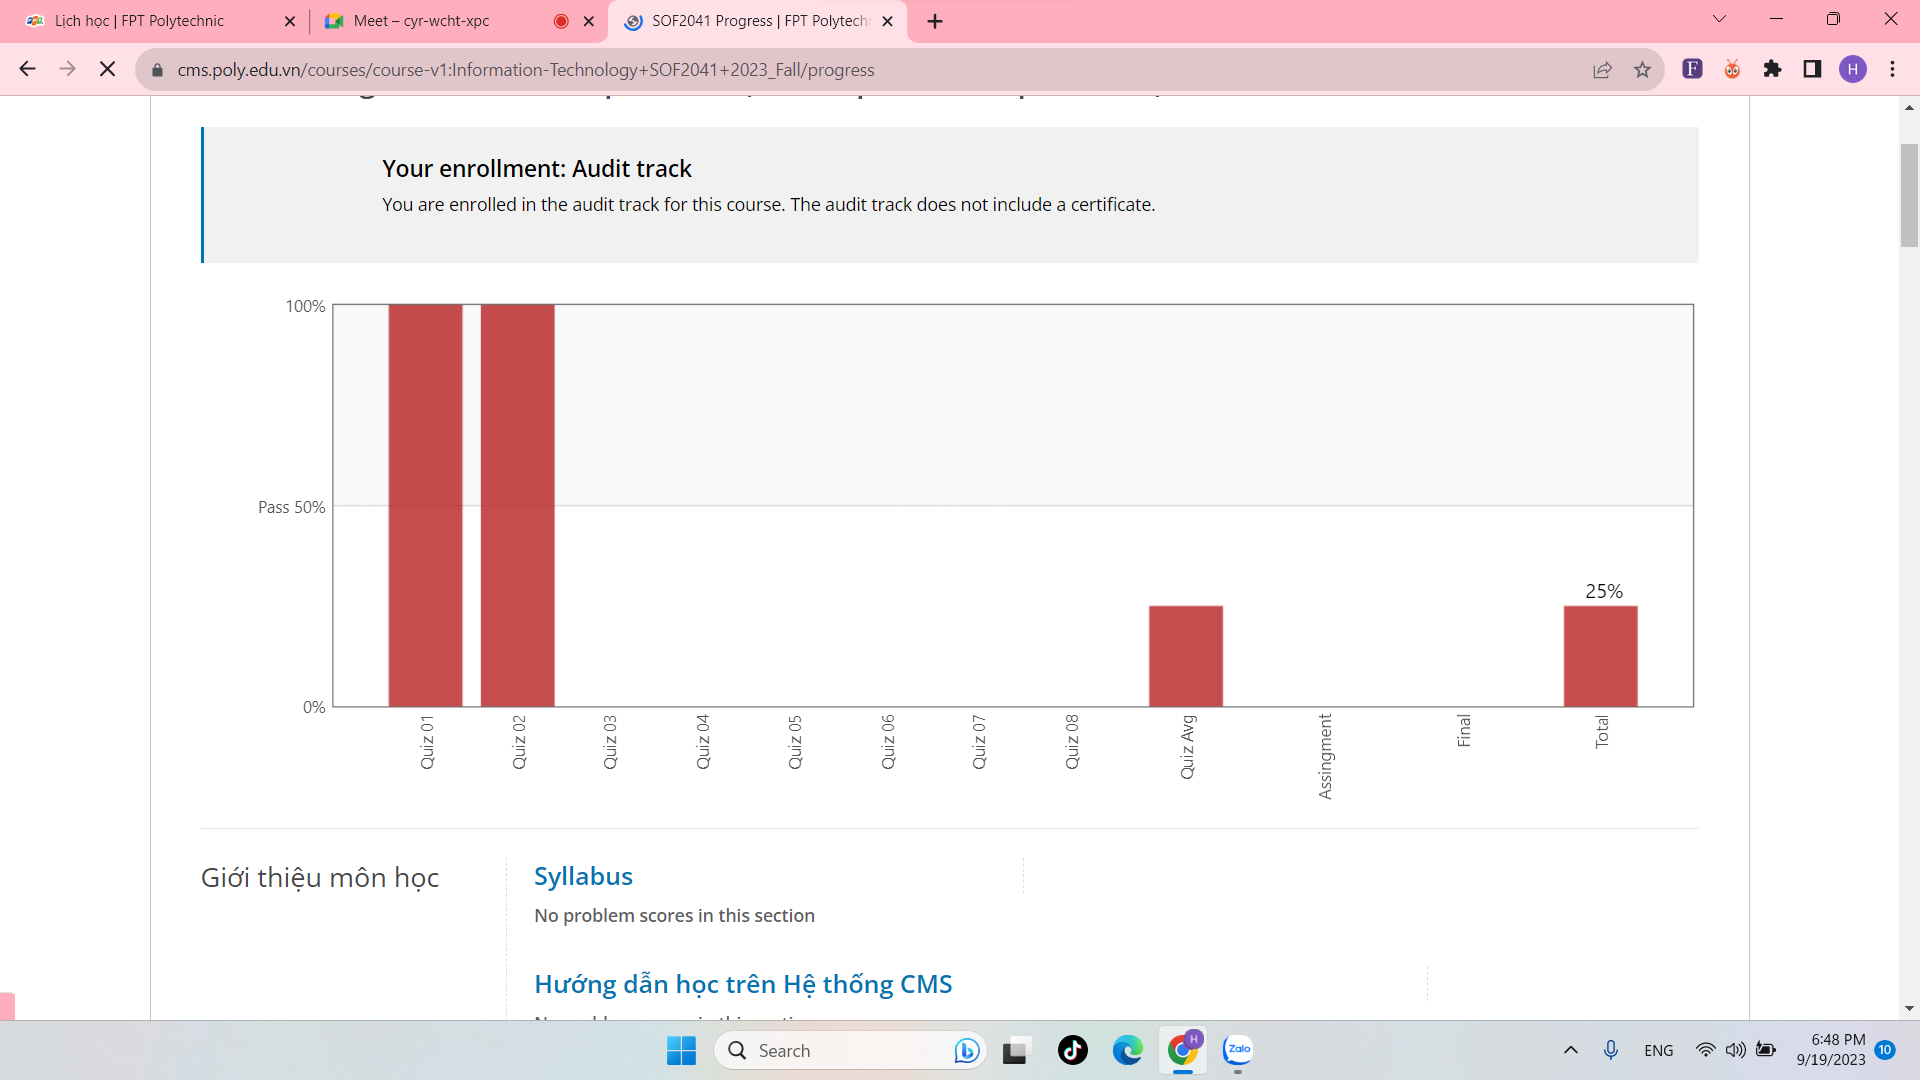 Lịch học | FPT Polytechnic
Meet – cyr-wcht-xpc
SOF2041 Progress | FPT Polytechn
cms.poly.edu.vn/courses/course-v1:Information-Technology+SOF2041+2023_Fall/progress
F
H
Your enrollment: Audit track
You are enrolled in the audit track for this course. The audit track does not include a certificate.
100%
Pass 50%
0%
25%
Quiz 01
Quiz 02
Quiz 03
Quiz 04
Quiz 05
Quiz 06
Quiz 07
Quiz 08
Quiz Avg
Assingment
Final
Total
Giới thiệu môn học
Syllabus
No problem scores in this section
Hướng dẫn học trên Hệ thống CMS
Search
H
Zalo
ENG
6:48 PM
9/19/2023
10